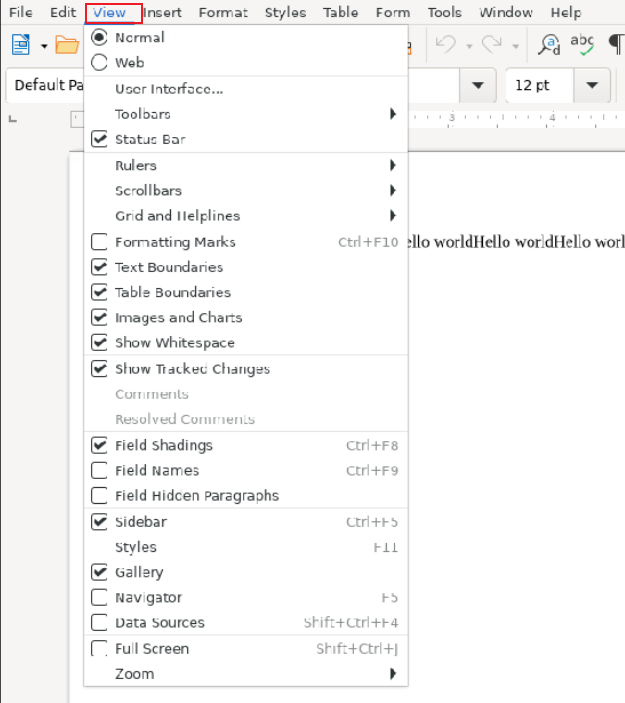 File Edit View Insert Format Styles Table Form Tools Window Help
Normal
Web
Default Pa
12 pt
User Interface...
Toolbars
3 4
Status Bar
Rulers
Scrollbars
Grid and Helplines
Formatting Marks Ctrl+F10
ello worldHello worldHello worl
Text Boundaries
Table Boundaries
Images and Charts
Show Whitespace
Show Tracked Changes
Comments
Resolved Comments
Field Shadings Ctrl+F8
Field Names Ctrl+F9
Field Hidden Paragraphs
Sidebar Ctrl+F5
Styles F11
Gallery
Navigator F5
Data Sources Shift+Ctrl+F4
Full Screen Shift+Ctrl+J
Zoom